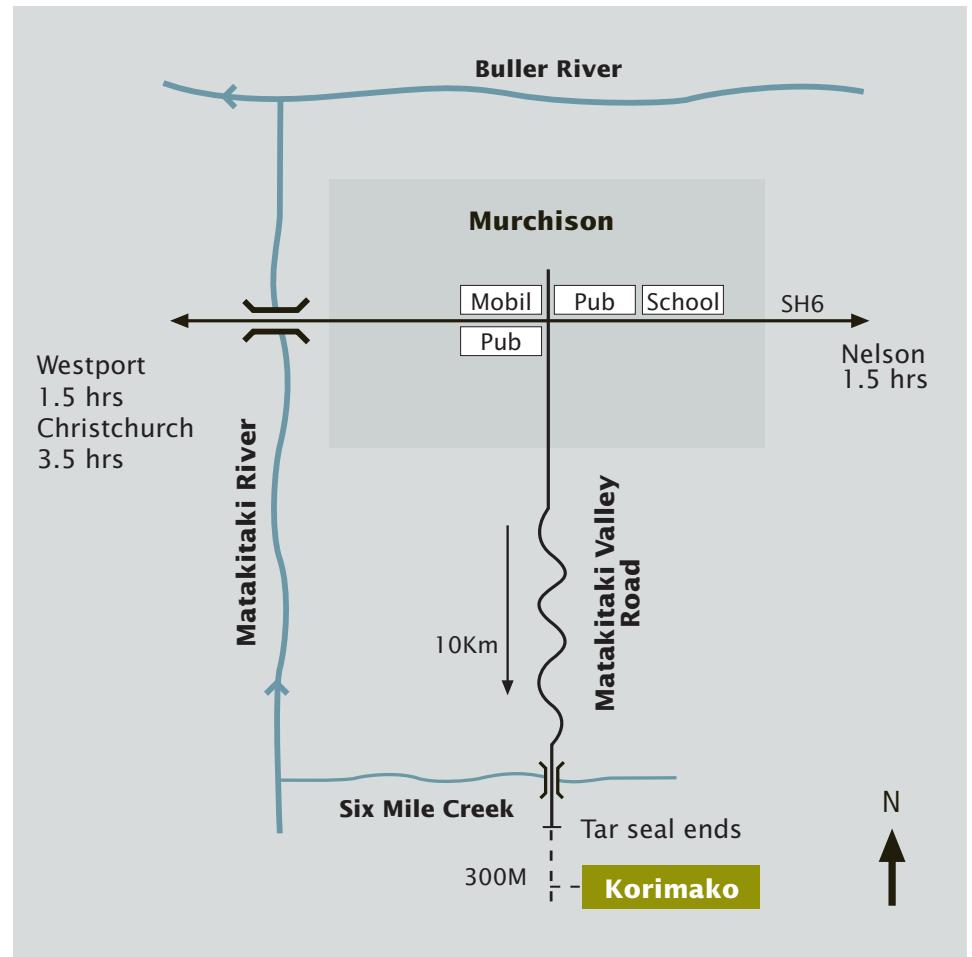 Buller River
Murchison
Mobil
Pub
School
SH6
Pub
Westport
1.5 hrs
Christchurch
3.5 hrs
Nelson
1.5 hrs
Matakitaki River
Matakitaki Valley
Road
10Km
Six Mile Creek
Tar seal ends
300M
Korimako
N